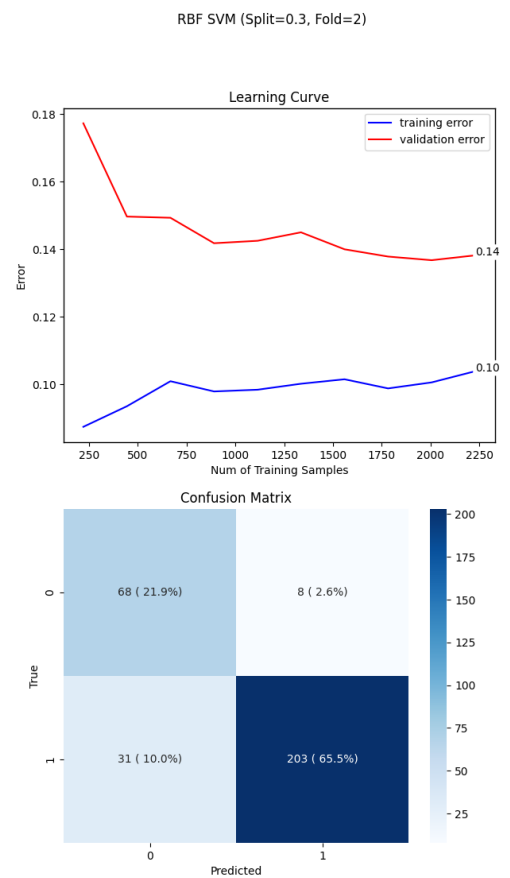 RBF SVM (Split=0.3, Fold=2)
Learning Curve
0.18
0.16
0.14
0.12
0.10
Error
training error
validation error
0.14
0.10
250 500 750 1000 1250 1500 1750 2000 2250
Num of Training Samples
Confusion Matrix
True
0
1
68 ( 21.9%) 8 ( 2.6%)
31 ( 10.0%) 203 ( 65.5%)
0 1
Predicted
200
175
150
125
100
75
50
25